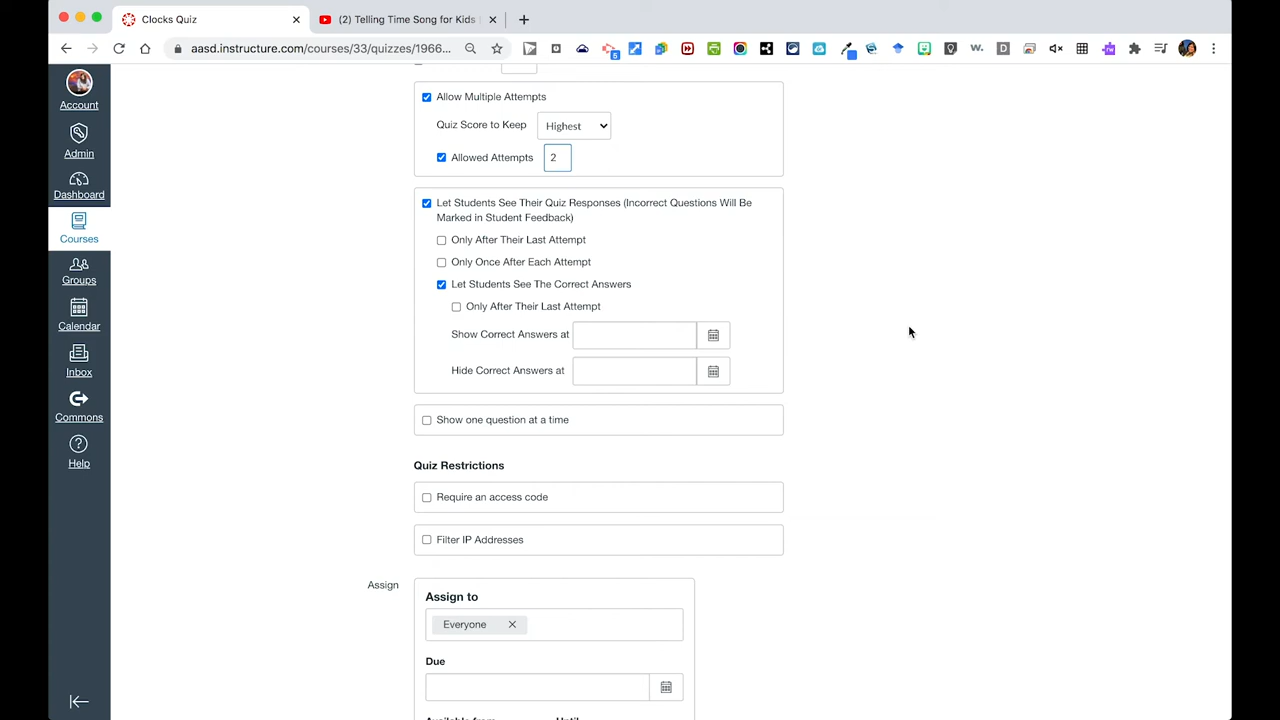 Clocks Quiz
(2) Telling Time Song for Kids
aasd.instructure.com/courses/33/quizzes/1966...
Account
Admin
Dashboard
Courses
Groups
Calendar
Inbox
Commons
Help
Allow Multiple Attempts
Quiz Score to Keep Highest
Allowed Attempts 2
Let Students See Their Quiz Responses (Incorrect Questions Will Be
Marked in Student Feedback)
Only After Their Last Attempt
Only Once After Each Attempt
Let Students See The Correct Answers
Only After Their Last Attempt
Show Correct Answers at
Hide Correct Answers at
Show one question at a time
Quiz Restrictions
Require an access code
Filter IP Addresses
Assign
Assign to
Everyone
Due
Available from Until